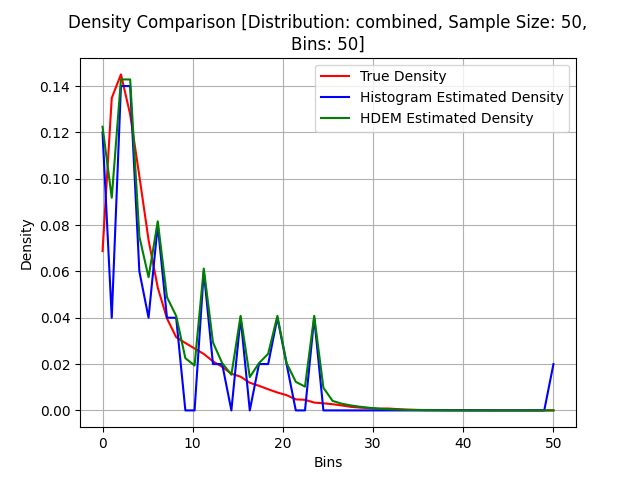 Density Comparison [Distribution: combined, Sample Size: 50,
Bins: 50]
True Density
Histogram Estimated Density
HDEM Estimated Density
Density
0.14
0.12
0.10
0.08
0.06
0.04
0.02
0.00
0 10 20 30 40 50
Bins